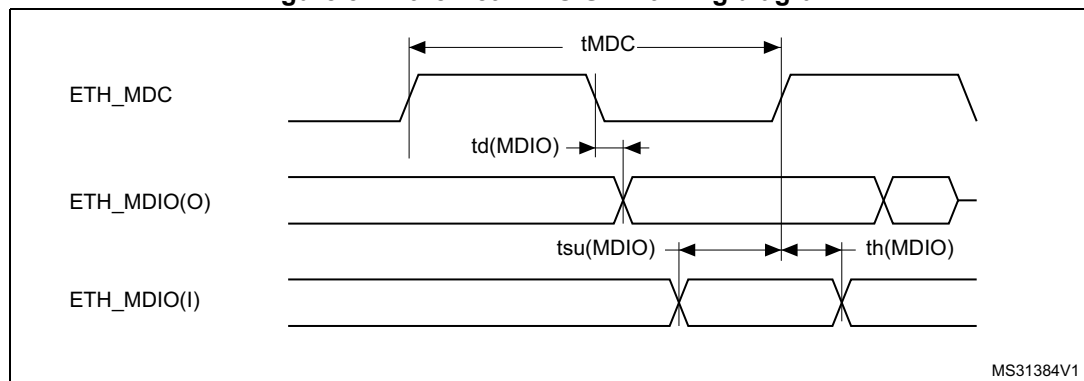 tMDC
ETH_MDC
td(MDIO)
ETH_MDIO(O)
tsu(MDIO)
th(MDIO)
ETH_MDIO(I)
MS31384V1